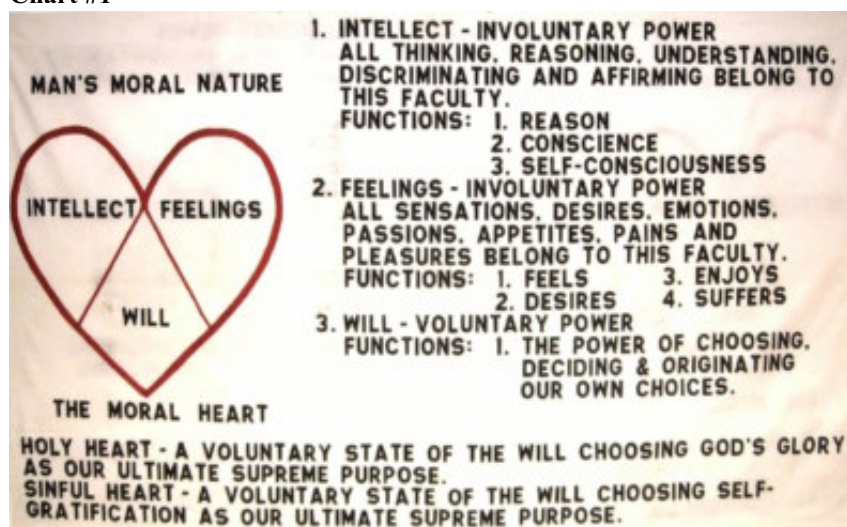 Chart #1
MAN'S MORAL NATURE
INTELLECT
FEELINGS
WILL
THE MORAL HEART
1. INTELLECT - INVOLUNTARY POWER
ALL THINKING, REASONING, UNDERSTANDING,
DISCRIMINATING AND AFFIRMING BELONG TO
THIS FACULTY.
FUNCTIONS: 1. REASON
2. CONSCIENCE
3. SELF-CONSCIOUSNESS
2. FEELINGS - INVOLUNTARY POWER
ALL SENSATIONS, DESIRES, EMOTIONS,
PASSIONS, APPETITES, PAINS AND
PLEASURES BELONG TO THIS FACULTY.
FUNCTIONS: 1. FEELS 3. ENJOYS
2. DESIRES 4. SUFFERS
3. WILL - VOLUNTARY POWER
FUNCTIONS: 1. THE POWER OF CHOOSING,
DECIDING & ORIGINATING
OUR OWN CHOICES.
HOLY HEART - A VOLUNTARY STATE OF THE WILL CHOOSING GOD'S GLORY
AS OUR ULTIMATE SUPREME PURPOSE.
SINFUL HEART - A VOLUNTARY STATE OF THE WILL CHOOSING SELF-
GRATIFICATION AS OUR ULTIMATE SUPREME PURPOSE.